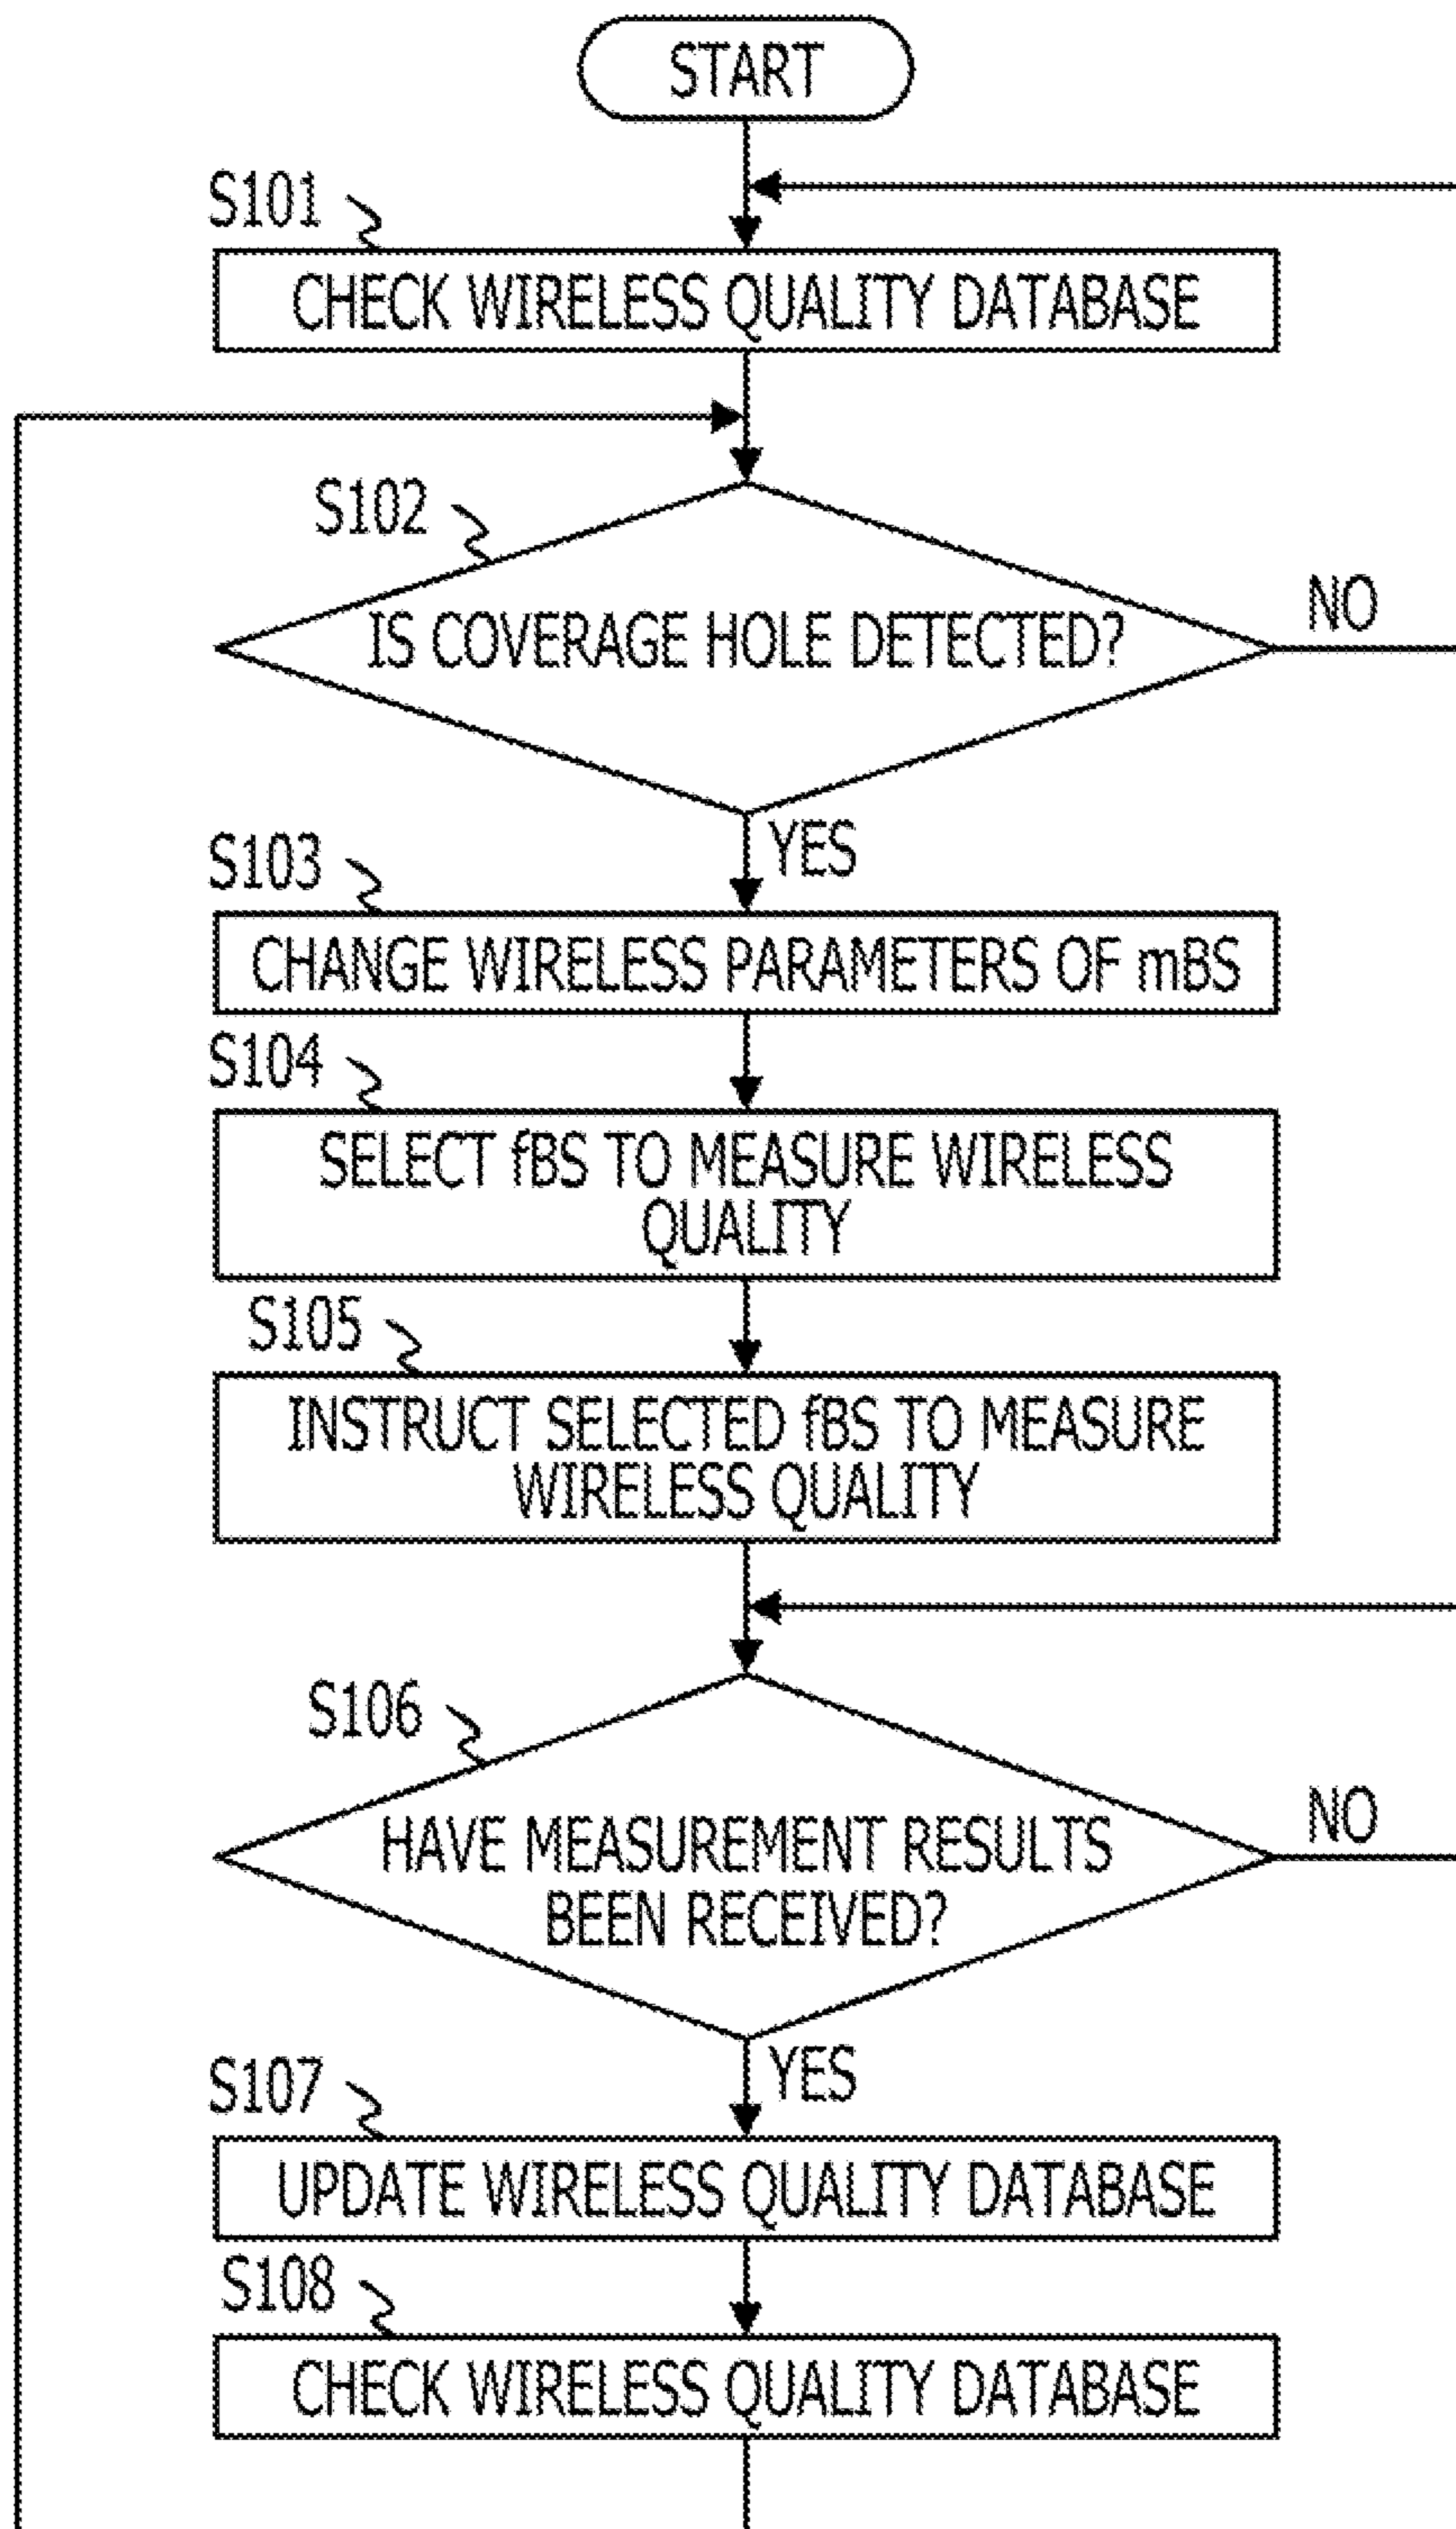 START
S101
CHECK WIRELESS QUALITY DATABASE
S102
IS COVERAGE HOLE DETECTED?
NO
YES
S103
CHANGE WIRELESS PARAMETERS OF mBS
S104
SELECT fBS TO MEASURE WIRELESS
QUALITY
S105
INSTRUCT SELECTED fBS TO MEASURE
WIRELESS QUALITY
S106
HAVE MEASUREMENT RESULTS
BEEN RECEIVED?
NO
YES
S107
UPDATE WIRELESS QUALITY DATABASE
S108
CHECK WIRELESS QUALITY DATABASE